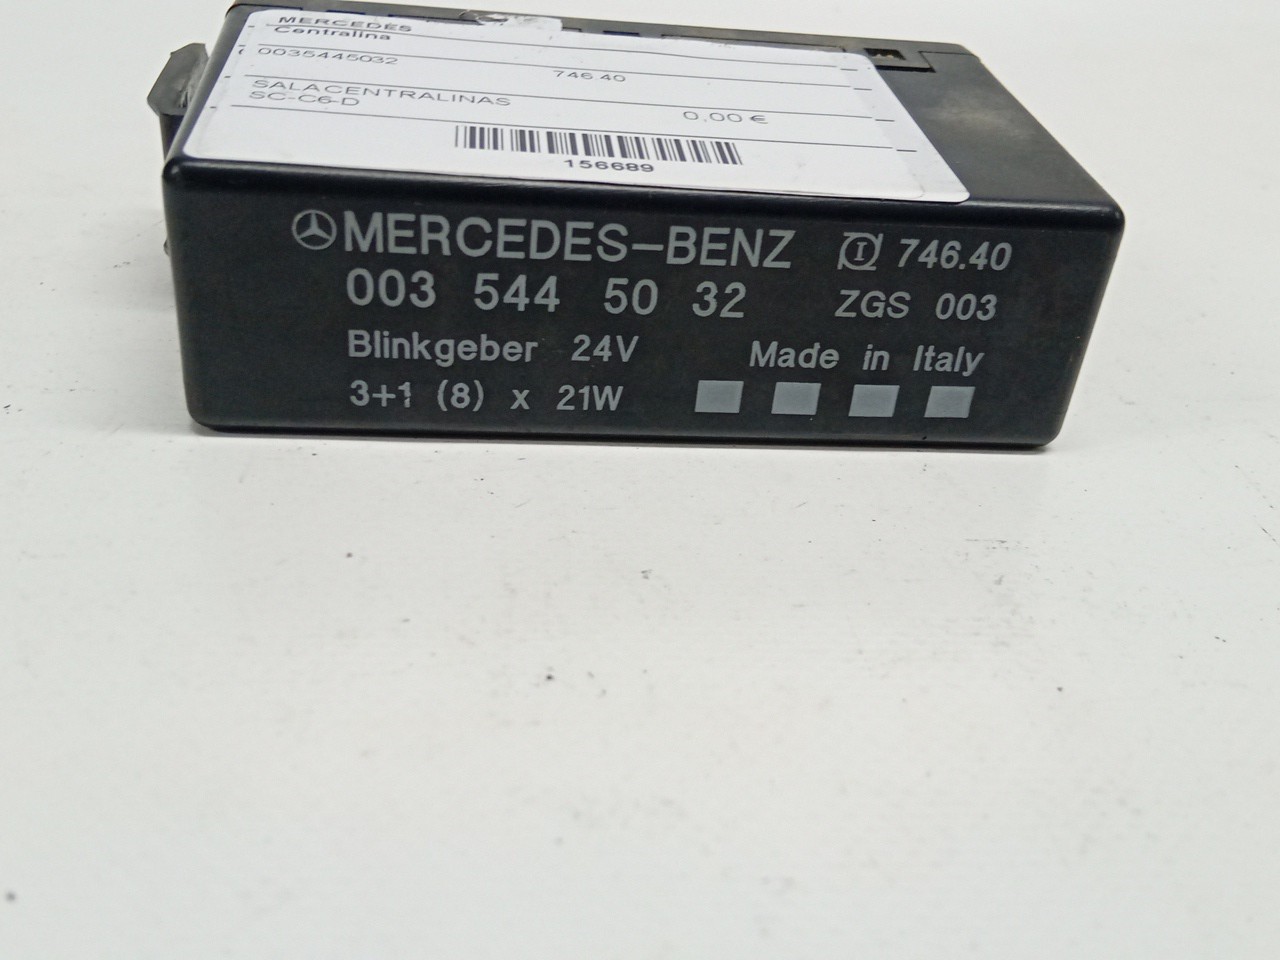 MERCEDES
Centralina
0035445032 746.40
SALACENTRALINAS
SC-C6-D 0,00 €
156689
MERCEDES-BENZ 746.40
003 544 50 32 ZGS 003
Blinkgeber 24V Made in Italy
3+1 (8) x 21W